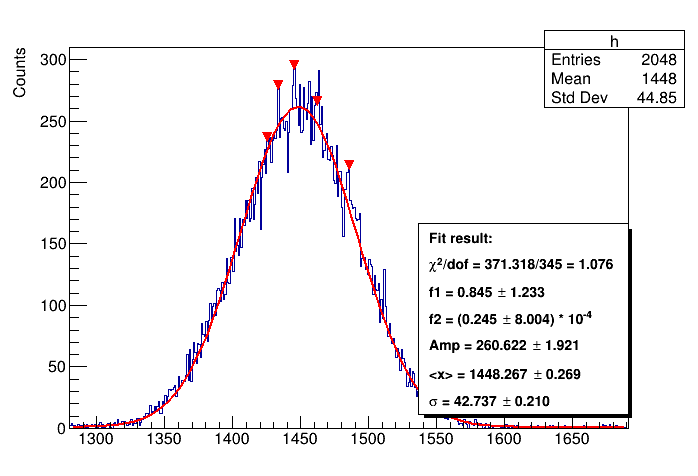 h
Entries 2048
Mean 1448
Std Dev 44.85
Counts
300
250
200
150
100
50
0
Fit result:
χ²/dof = 371.318/345 = 1.076
f1 = 0.845 ± 1.233
f2 = (0.245 ± 8.004) * 10⁻⁴
Amp = 260.622 ± 1.921
<x> = 1448.267 ± 0.269
σ = 42.737 ± 0.210
1300 1350 1400 1450 1500 1550 1600 1650